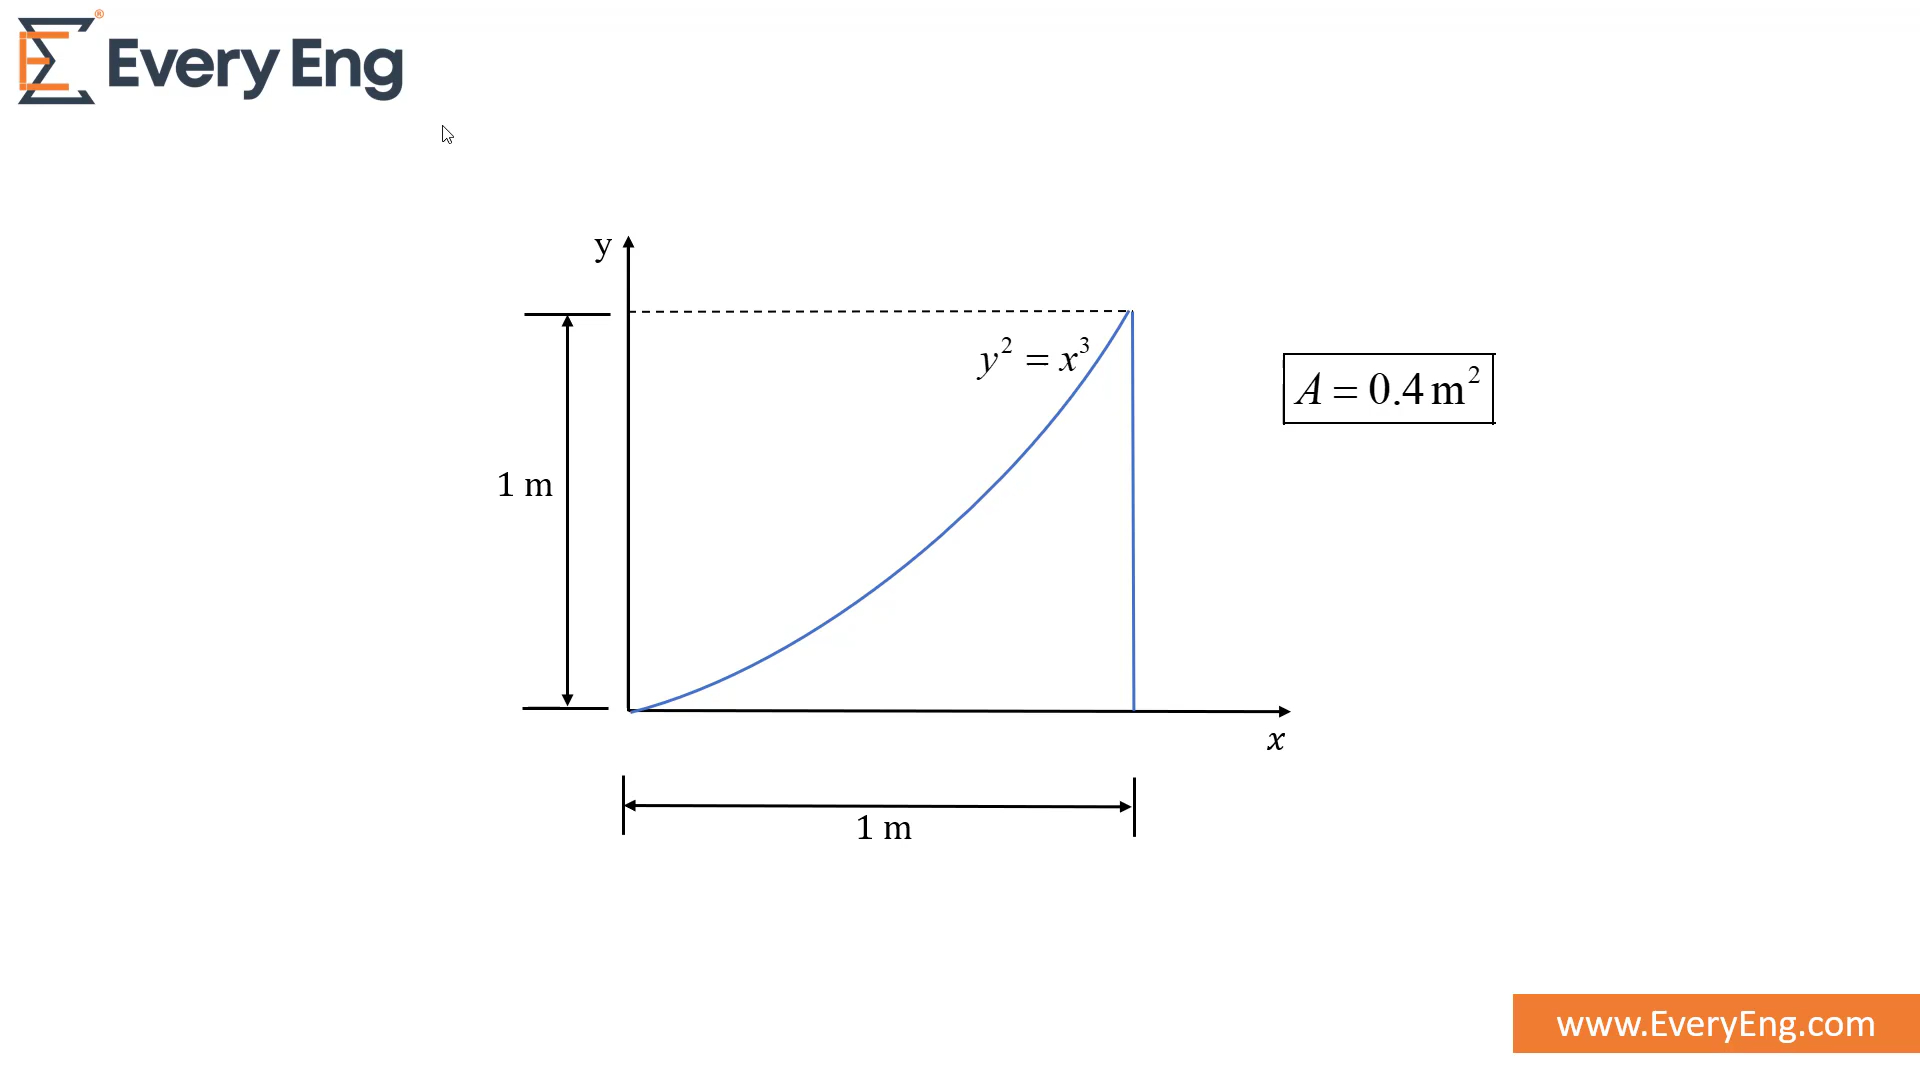 Every Eng
®
y
y² = x³
A = 0.4 m²
1 m
x
1 m
www.EveryEng.com